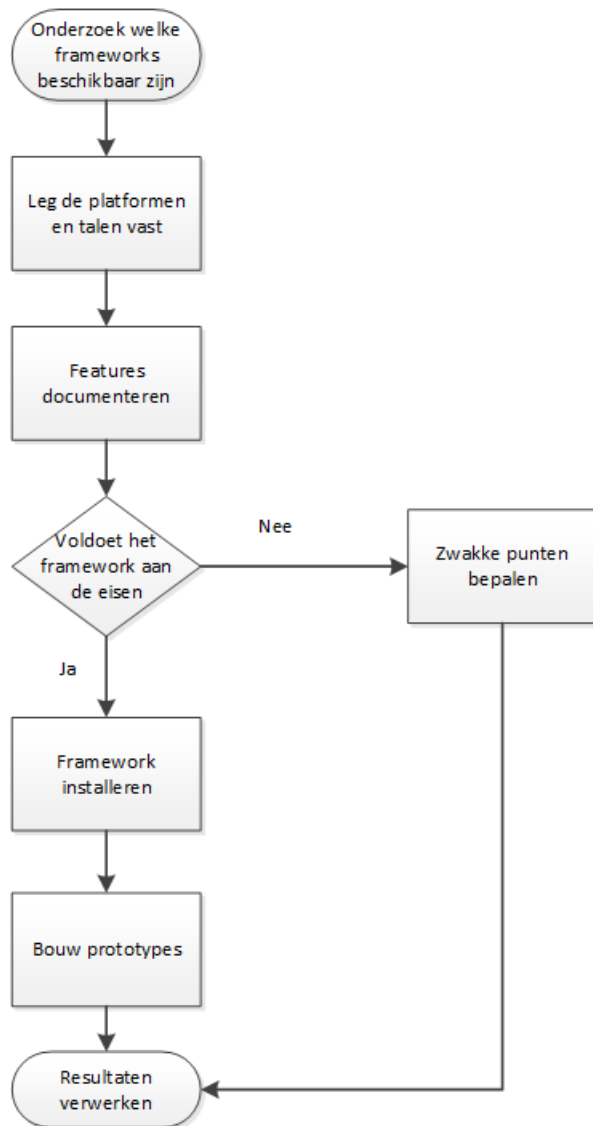 Onderzoek welke
frameworks
beschikbaar zijn
Leg de platformen
en talen vast
Features
documenteren
Voldoet het
framework aan
de eisen
Nee
Zwakke punten
bepalen
Ja
Framework
installeren
Bouw prototypes
Resultaten
verwerken